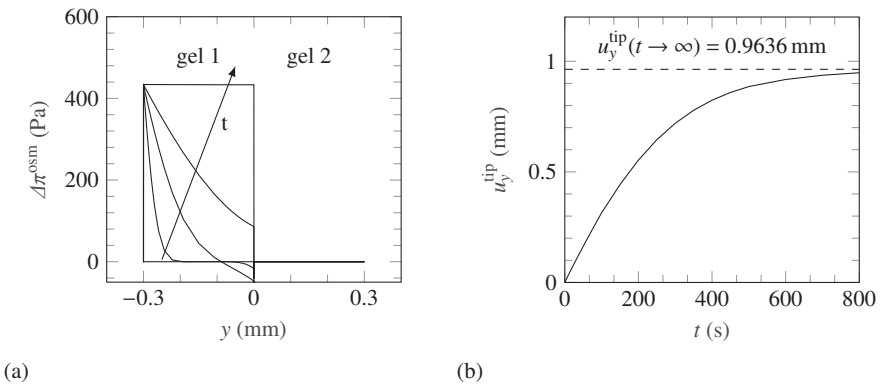 600
400
200
0
Δπ^osm (Pa)
gel 1
gel 2
t
−0.3
0
0.3
y (mm)
(a)
1
0.5
0
u_y^tip (mm)
u_y^tip(t → ∞) = 0.9636 mm
0
200
400
600
800
t (s)
(b)